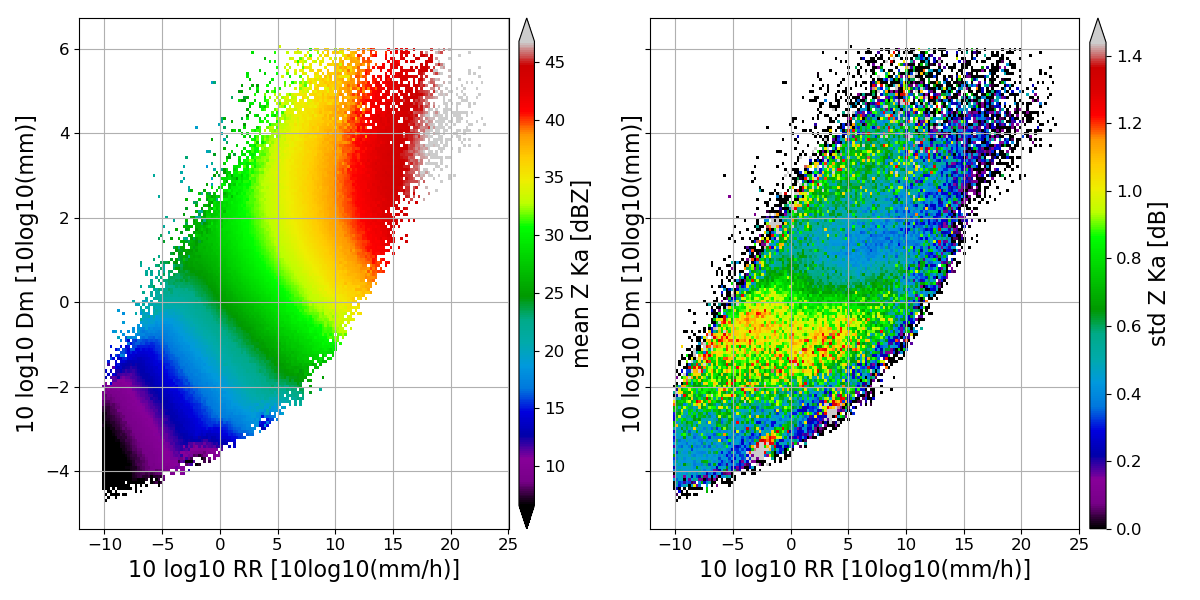 6
4
2
0
−2
−4
10 log10 Dm [10log10(mm)]
−10 −5 0 5 10 15 20 25
10 log10 RR [10log10(mm/h)]
45
40
35
30
25
20
15
10
mean Z Ka [dBZ]
10 log10 Dm [10log10(mm)]
−10 −5 0 5 10 15 20 25
10 log10 RR [10log10(mm/h)]
1.4
1.2
1.0
0.8
0.6
0.4
0.2
0.0
std Z Ka [dB]